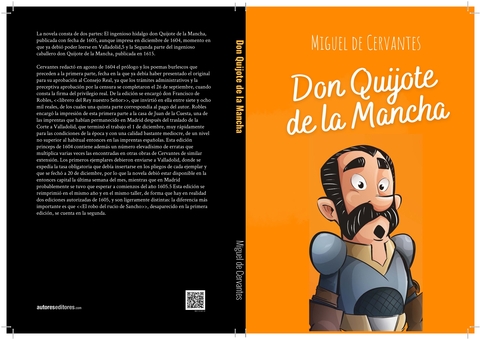 La novela consta de dos partes: El ingenioso hidalgo don Quijote de la Mancha,
publicada con fecha de 1605, aunque impresa en diciembre de 1604, momento en
que ya debió poder leerse en Valladolid,5 y la Segunda parte del ingenioso
caballero don Quijote de la Mancha, publicada en 1615.
Cervantes redactó en agosto de 1604 el prólogo y los poemas burlescos que
preceden a la primera parte, fecha en la que ya debía haber presentado el original
para su aprobación al Consejo Real, ya que los trámites administrativos y la
preceptiva aprobación por la censura se completaron el 26 de septiembre, cuando
consta la firma del privilegio real. De la edición se encargó don Francisco de
Robles, «librero del Rey nuestro Señor», que invirtió en ella entre siete y ocho
mil reales, de los cuales una quinta parte correspondía al pago del autor. Robles
encargó la impresión de esta primera parte a la casa de Juan de la Cuesta, una de
las imprentas que habían permanecido en Madrid después del traslado de la
Corte a Valladolid, que terminó el trabajo el 1 de diciembre, muy rápidamente
para las condiciones de la época y con una calidad bastante mediocre, de un nivel
no superior al habitual entonces en las imprentas españolas. Esta edición
príncipe de 1604 contiene además un número elevadísimo de erratas que
multiplica varias veces las encontradas en otras obras de Cervantes de similar
extensión. Los primeros ejemplares debieron enviarse a Valladolid, donde se
expedía la tasa obligatoria que debía insertarse en los pliegos de cada ejemplar y
que se fechó a 20 de diciembre, por lo que la novela debió estar disponible en la
entonces capital la última semana del mes, mientras que en Madrid
probablemente se tuvo que esperar a comienzos del año 1605.5 Esta edición se
reimprimió en el mismo año y en el mismo taller, de forma que hay en realidad
dos ediciones autorizadas de 1605, y son ligeramente distintas: la diferencia más
importante es que «El robo del rucio de Sancho», desaparecido en la primera
edición, se cuenta en la segunda.
autoreseditores.com
Don Quijote de la Mancha
Miguel de Cervantes
MIGUEL DE CERVANTES
Don Quijote
de la Mancha